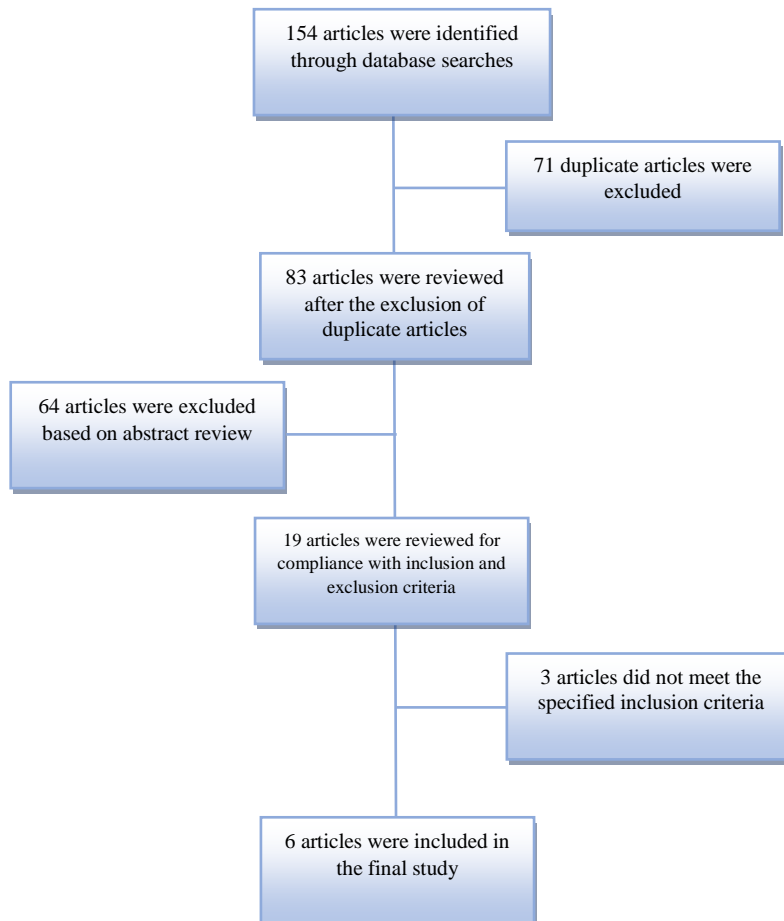 154 articles were identified
through database searches
71 duplicate articles were
excluded
83 articles were reviewed
after the exclusion of
duplicate articles
64 articles were excluded
based on abstract review
19 articles were reviewed for
compliance with inclusion and
exclusion criteria
3 articles did not meet the
specified inclusion criteria
6 articles were included in
the final study